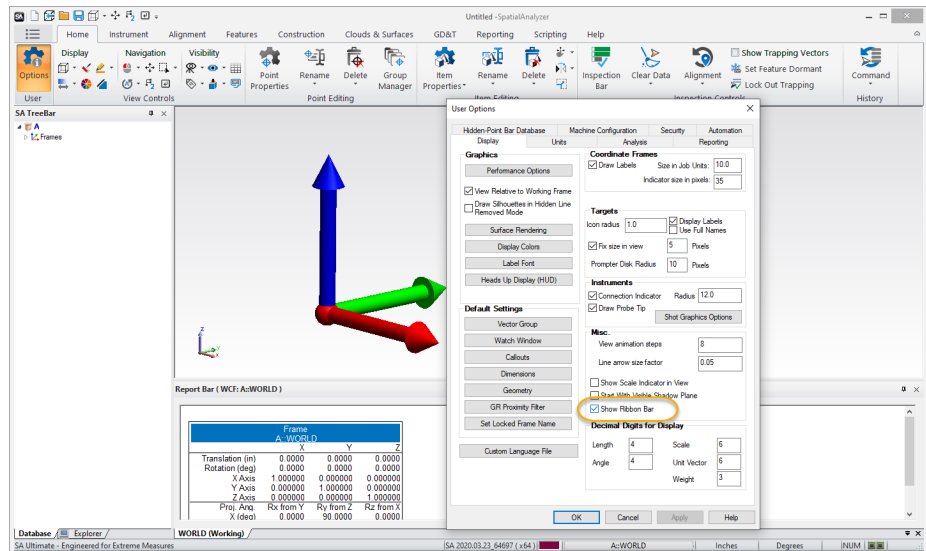 SA
Untitled -SpatialAnalyzer
Home Instrument Alignment Features Construction Clouds & Surfaces GD&T Reporting Scripting Help
Options
User
Display Navigation Visibility
View Controls
Point Properties
Rename
Delete
Group Manager
Point Editing
Item Properties
Rename
Delete
Item Editing
Inspection Bar
Clear Data
Alignment
Show Trapping Vectors
Set Feature Dormant
Lock Out Trapping
Inspection Controls
Command
History
SA TreeBar
A
Frames
User Options
Hidden-Point Bar Database Machine Configuration Security Automation
Display Units Analysis Reporting
Graphics
Performance Options
View Relative to Working Frame
Draw Silhouettes in Hidden Line
Removed Mode
Surface Rendering
Display Colors
Label Font
Heads Up Display (HUD)
Default Settings
Vector Group
Watch Window
Callouts
Dimensions
Geometry
GR Proximity Filter
Set Locked Frame Name
Custom Language File
Coordinate Frames
Draw Labels Size in Job Units: 10.0
Indicator size in pixels: 35
Targets
Icon radius 1.0 Display Labels
Use Full Names
Fix size in view 5 Pixels
Prompter Disk Radius 10 Pixels
Instruments
Connection Indicator Radius 12.0
Draw Probe Tip
Shot Graphics Options
Misc.
View animation steps 8
Line arrow size factor 0.05
Show Scale Indicator in View
Start With Visible Shadow Plane
Show Ribbon Bar
Decimal Digits for Display
Length 4 Scale 6
Angle 4 Unit Vector 6
Weight 3
OK Cancel Apply Help
Z
Y
X
Report Bar ( WCF: A::WORLD )
Frame
A::WORLD
X Y Z
Translation (in) 0.0000 0.0000 0.0000
Rotation (deg) 0.0000 0.0000 0.0000
X Axis 1.000000 0.000000 0.000000
Y Axis 0.000000 1.000000 0.000000
Z Axis 0.000000 0.000000 1.000000
Proj. Ang. Rx from Y Ry from Z Rz from X
X (deg) 0.0000 90.0000 0.0000
Database Explorer
WORLD (Working)
SA Ultimate - Engineered for Extreme Measures
SA 2020.03.23_64697 ( x64 )
A::WORLD
Inches
Degrees
NUM